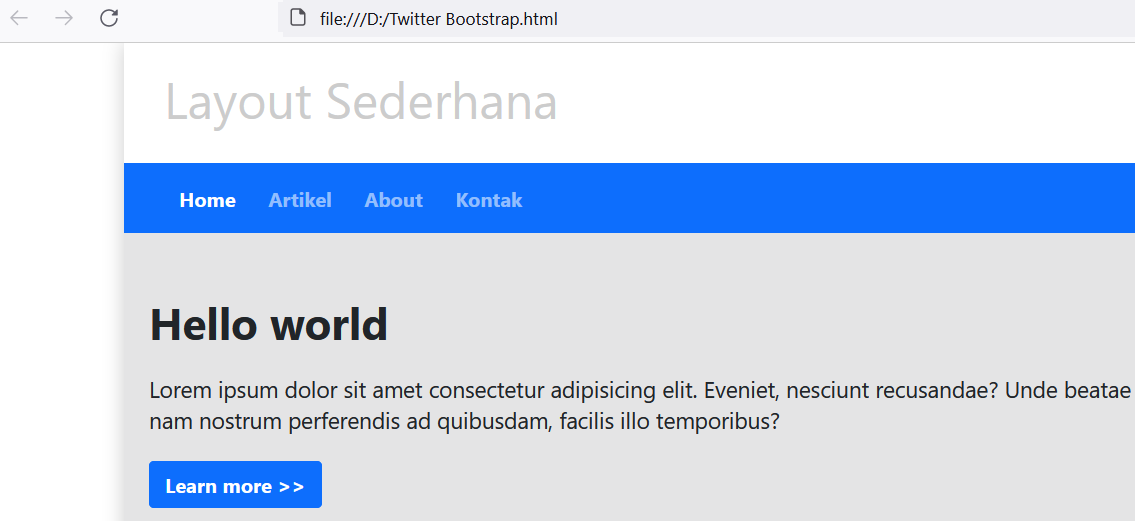 file:///D:/Twitter Bootstrap.html
Layout Sederhana
Home Artikel About Kontak
Hello world
Lorem ipsum dolor sit amet consectetur adipisicing elit. Eveniet, nesciunt recusandae? Unde beatae
nam nostrum perferendis ad quibusdam, facilis illo temporibus?
Learn more >>